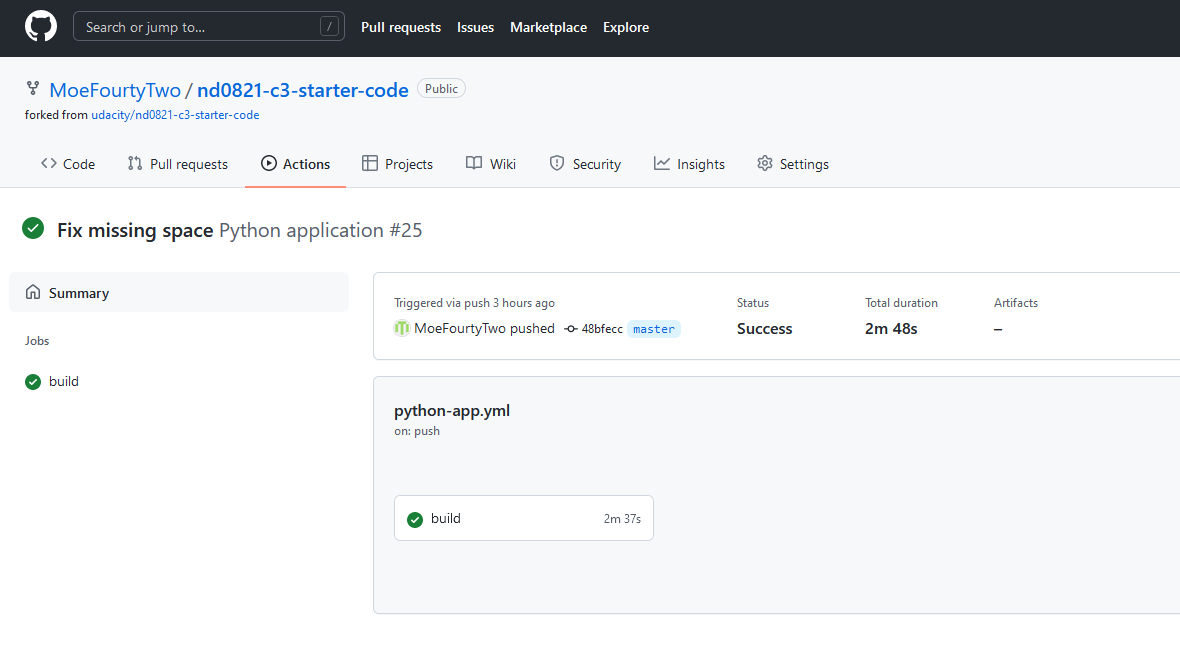 Search or jump to... /
Pull requests Issues Marketplace Explore
MoeFourtyTwo / nd0821-c3-starter-code Public
forked from udacity/nd0821-c3-starter-code
Code Pull requests Actions Projects Wiki Security Insights Settings
Fix missing space Python application #25
Summary
Jobs
build
Triggered via push 3 hours ago
MoeFourtyTwo pushed 48bfecc master
Status
Success
Total duration
2m 48s
Artifacts
–
python-app.yml
on: push
build 2m 37s